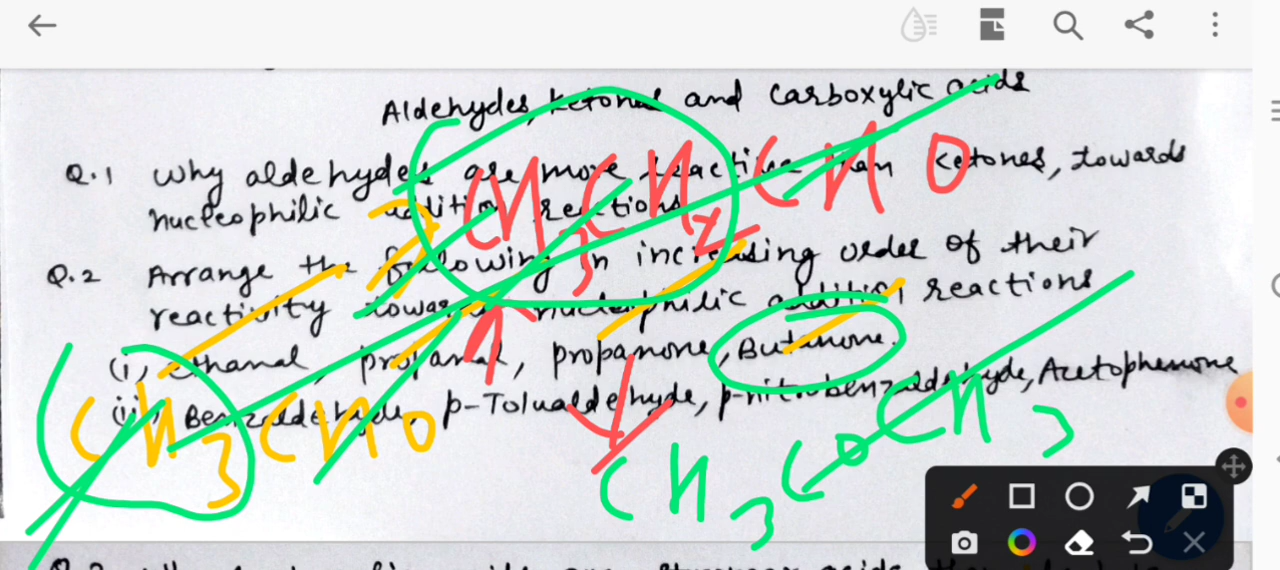 Aldehydes, ketones and carboxylic acids
Q.1 Why aldehydes are more reactive than ketones, towards
nucleophilic addition reactions
Q.2 Arrange the following in increasing order of their
reactivity towards nucleophilic addition reactions
(i) ethanal, propanal, propanone, Butanone.
(ii) Benzaldehyde, p-Tolualdehyde, p-nitrobenzaldehyde, Acetophenone
CH3CH2CHO
CH3CHO
CH3COCH3